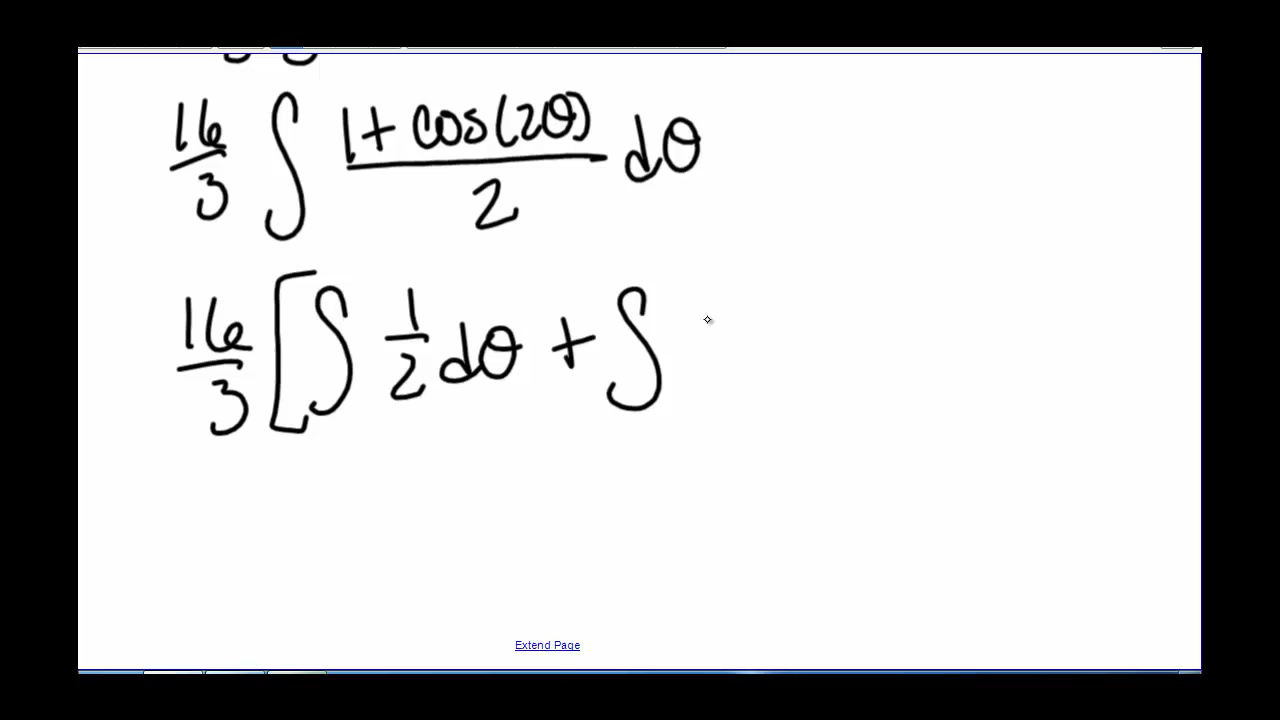 16/3 ∫ (1 + cos(2θ))/2 dθ
16/3 [ ∫ 1/2 dθ + ∫
Extend Page